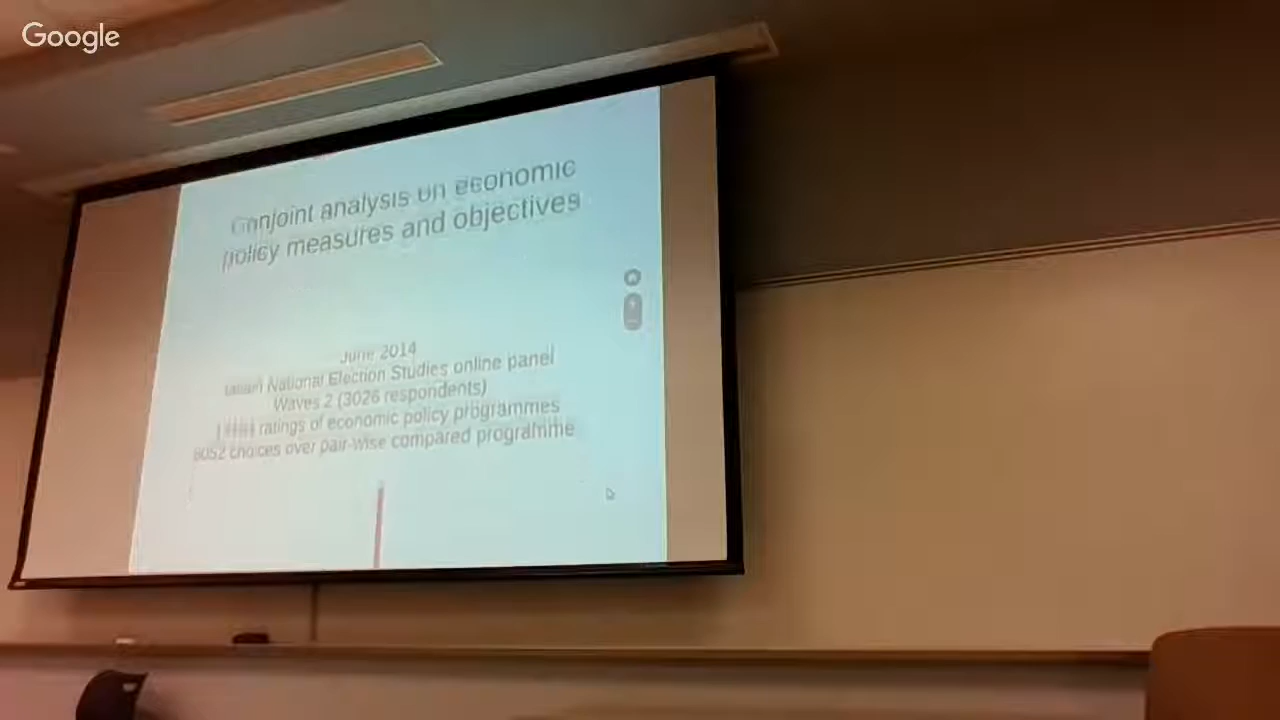 Google
Conjoint analysis on economic
policy measures and objectives
June 2014
National Election Studies online panel
Waves 2 (3026 respondents)
ratings of economic policy programmes
8052 choices over pair-wise compared programme